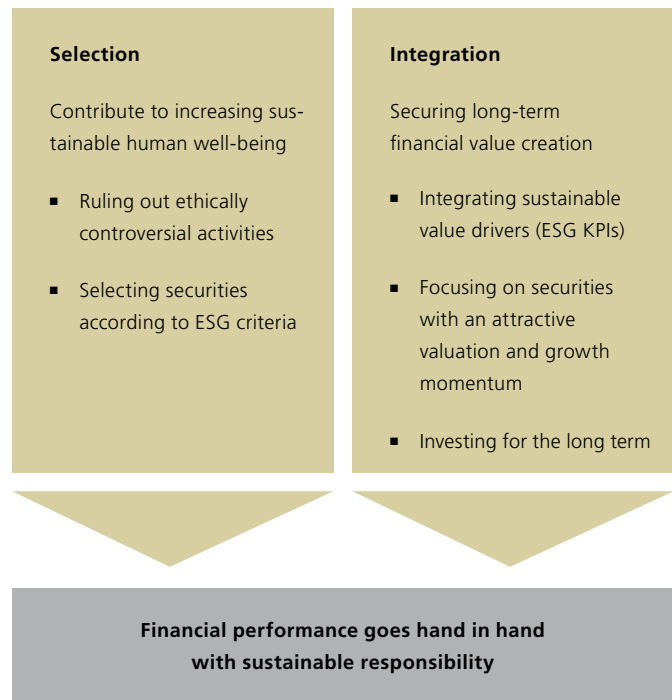 Selection
Contribute to increasing sus-
tainable human well-being
▪ Ruling out ethically
controversial activities
▪ Selecting securities
according to ESG criteria
Integration
Securing long-term
financial value creation
▪ Integrating sustainable
value drivers (ESG KPIs)
▪ Focusing on securities
with an attractive
valuation and growth
momentum
▪ Investing for the long term
Financial performance goes hand in hand
with sustainable responsibility